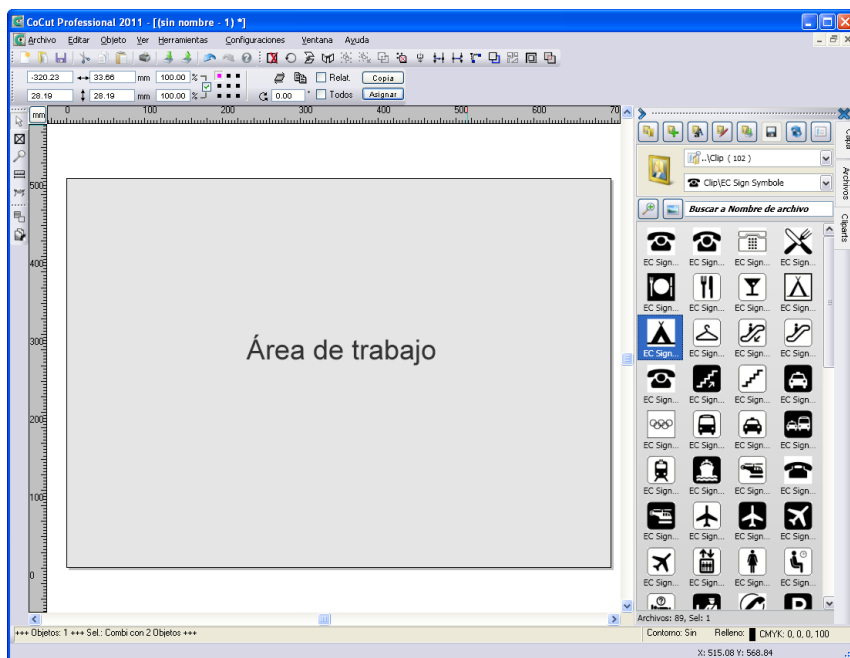 CoCut Professional 2011 - [(sin nombre - 1) *]
Archivo Editar Objeto Ver Herramientas Configuraciones Ventana Ayuda
-320.23 33.66 mm 100.00 % Relat. Copia
28.19 28.19 mm 100.00 % 0.00 ° Todos Asignar
mm 0 100 200 300 400 500 600 70
500
400
300
200
100
0
Área de trabajo
..\Clip ( 102 )
Clip\EC Sign Symbole
Buscar a Nombre de archivo
Capa
Archivos
Cliparts
EC Sign... EC Sign... EC Sign... EC Sign...
EC Sign... EC Sign... EC Sign... EC Sign...
EC Sign... EC Sign... EC Sign... EC Sign...
EC Sign... EC Sign... EC Sign... EC Sign...
EC Sign... EC Sign... EC Sign... EC Sign...
EC Sign... EC Sign... EC Sign... EC Sign...
EC Sign... EC Sign... EC Sign... EC Sign...
EC Sign... EC Sign... EC Sign... EC Sign...
Archivos: 89, Sel: 1
+++ Objetos: 1 +++ Sel.: Combi con 2 Objetos +++
Contorno: Sin Relleno: CMYK: 0, 0, 0, 100
X: 515.08 Y: 568.84